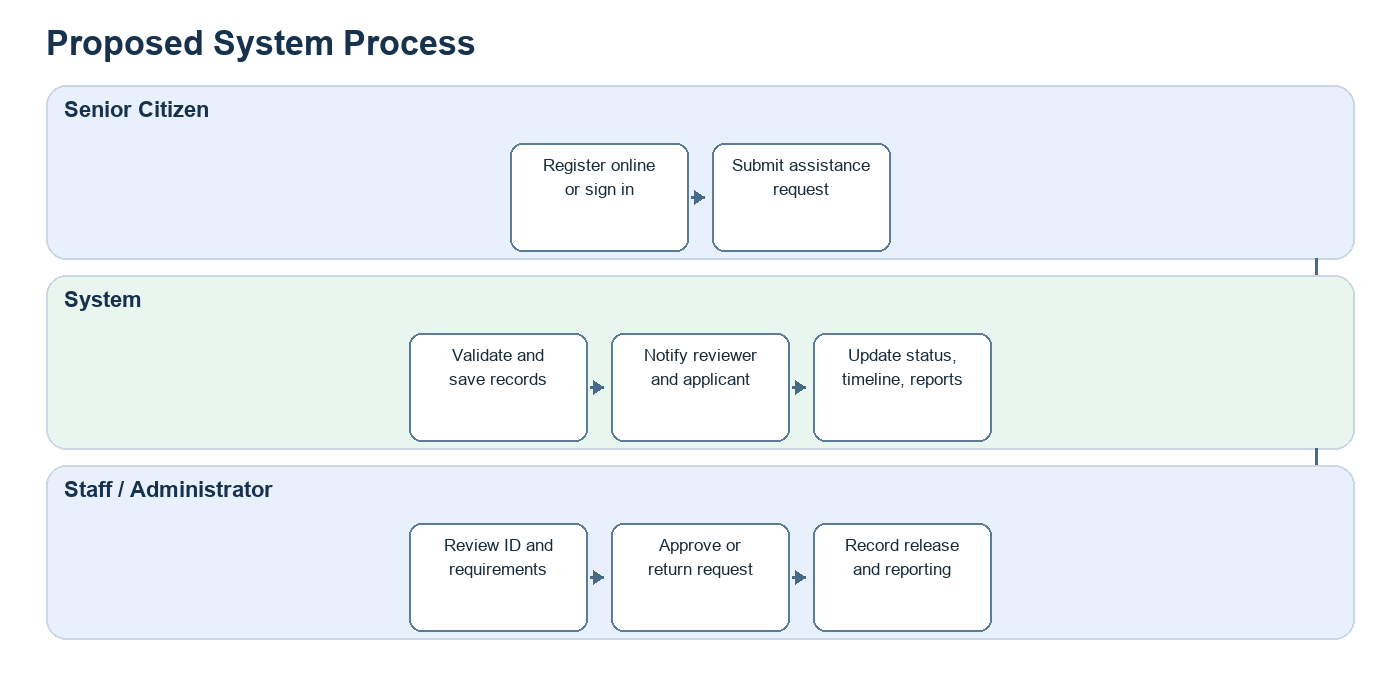 Proposed System Process
Senior Citizen
Register online
or sign in
Submit assistance
request
System
Validate and
save records
Notify reviewer
and applicant
Update status,
timeline, reports
Staff / Administrator
Review ID and
requirements
Approve or
return request
Record release
and reporting